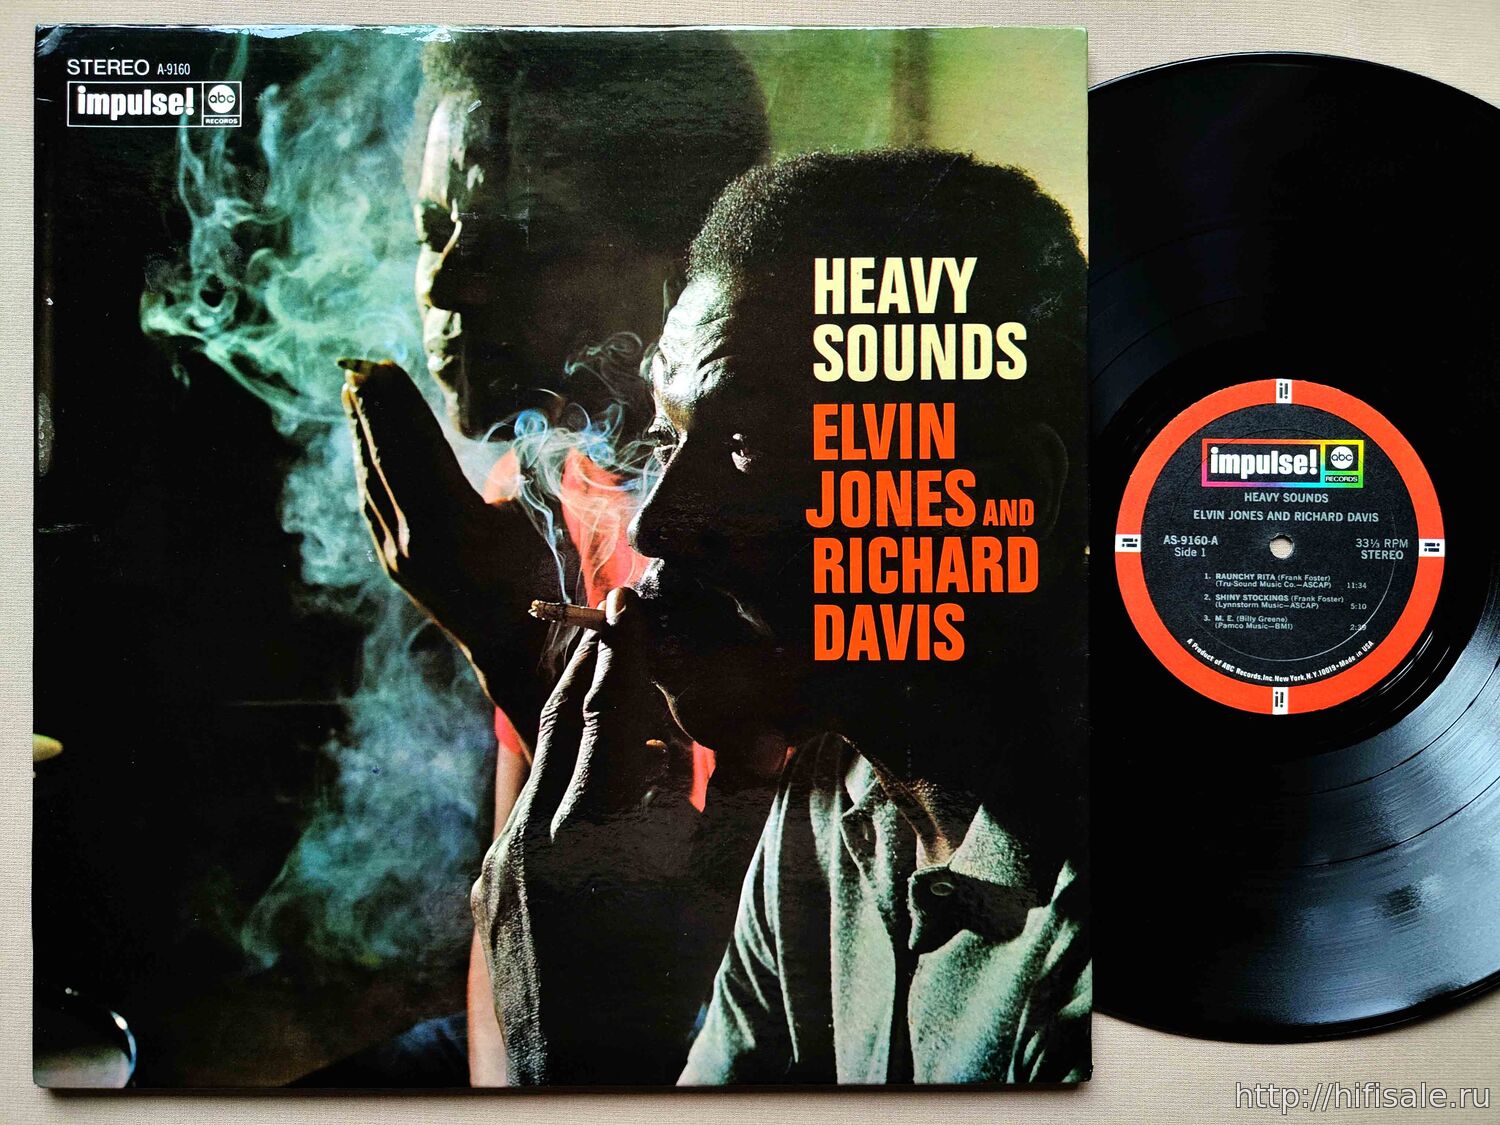 STEREO A-9160
impulse! abc RECORDS
HEAVY
SOUNDS
ELVIN
JONES AND
RICHARD
DAVIS
impulse! abc RECORDS
HEAVY SOUNDS
ELVIN JONES AND RICHARD DAVIS
AS-9160-A 33⅓ RPM
Side 1 STEREO
1. RAUNCHY RITA (Frank Foster)
(Tru-Sound Music Co.—ASCAP) 11:34
2. SHINY STOCKINGS (Frank Foster)
(Lynnstorm Music—ASCAP) 5:10
3. M. E. (Billy Greene)
(Pamco Music—BMI) 2:39
A Product of ABC Records, Inc. New York, N.Y. 10019 • Made in USA
i!
i!
i!
i!
http://hifisale.ru